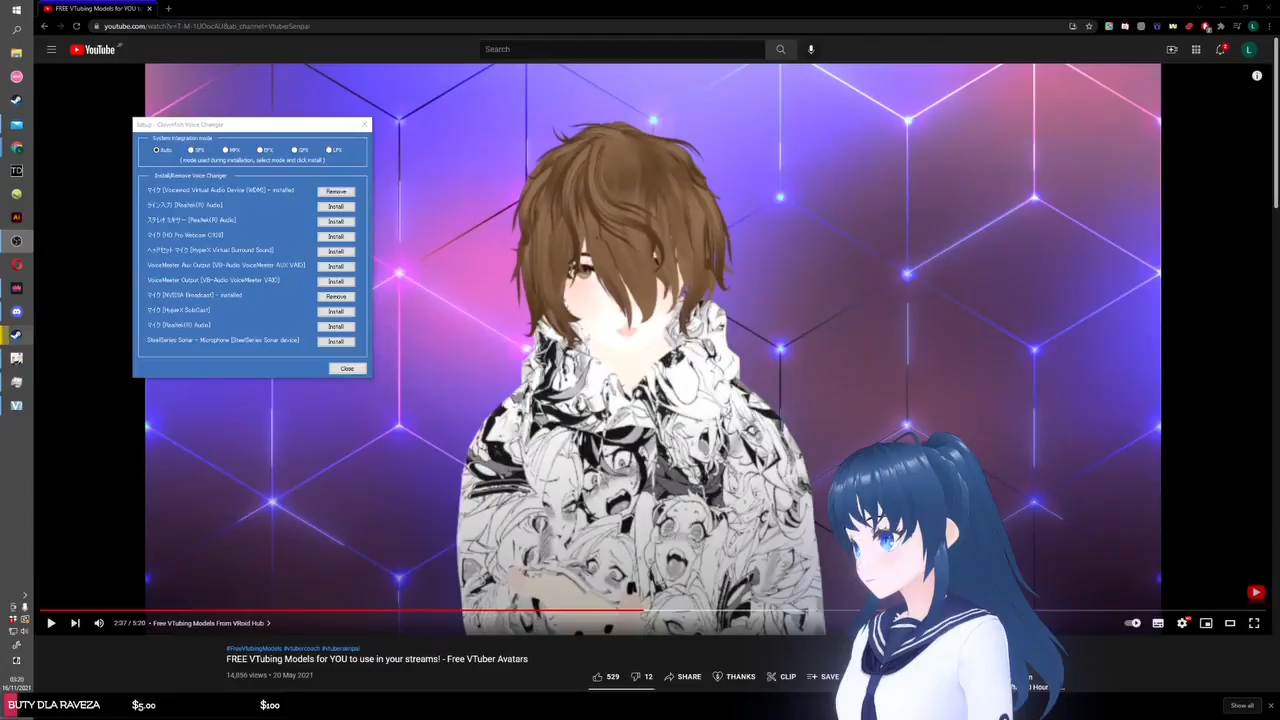 FREE VTubing Models for YOU t
youtube.com/watch?v=T-M-1UOocAU&ab_channel=VtuberSenpai
YouTube JP
Search
Setup - Clownfish Voice Changer
System Integration mode
Auto SFX MFX EFX GFX LFX
( mode used during installation, select mode and click install )
Install/Remove Voice Changer
マイク [Voicemod Virtual Audio Device (WDM)] - installed Remove
ライン入力 [Realtek(R) Audio] Install
ステレオ ミキサー [Realtek(R) Audio] Install
マイク [HD Pro Webcam C920] Install
ヘッドセット マイク [HyperX Virtual Surround Sound] Install
VoiceMeeter Aux Output [VB-Audio VoiceMeeter AUX VAIO] Install
VoiceMeeter Output [VB-Audio VoiceMeeter VAIO] Install
マイク [NVIDIA Broadcast] - installed Remove
マイク [HyperX SoloCast] Install
マイク [Realtek(R) Audio] Install
SteelSeries Sonar - Microphone [SteelSeries Sonar device] Install
Close
2:37 / 5:20 • Free VTubing Models From VRoid Hub >
#FreeVtubingModels #vtubercoach #vtubersenpai
FREE VTubing Models for YOU to use in your streams! - Free VTuber Avatars
14,856 views • 20 May 2021
529 12 SHARE THANKS CLIP SAVE
03:20
16/11/2021
BUTY DLA RAVEZA $5.00 $100
Show all